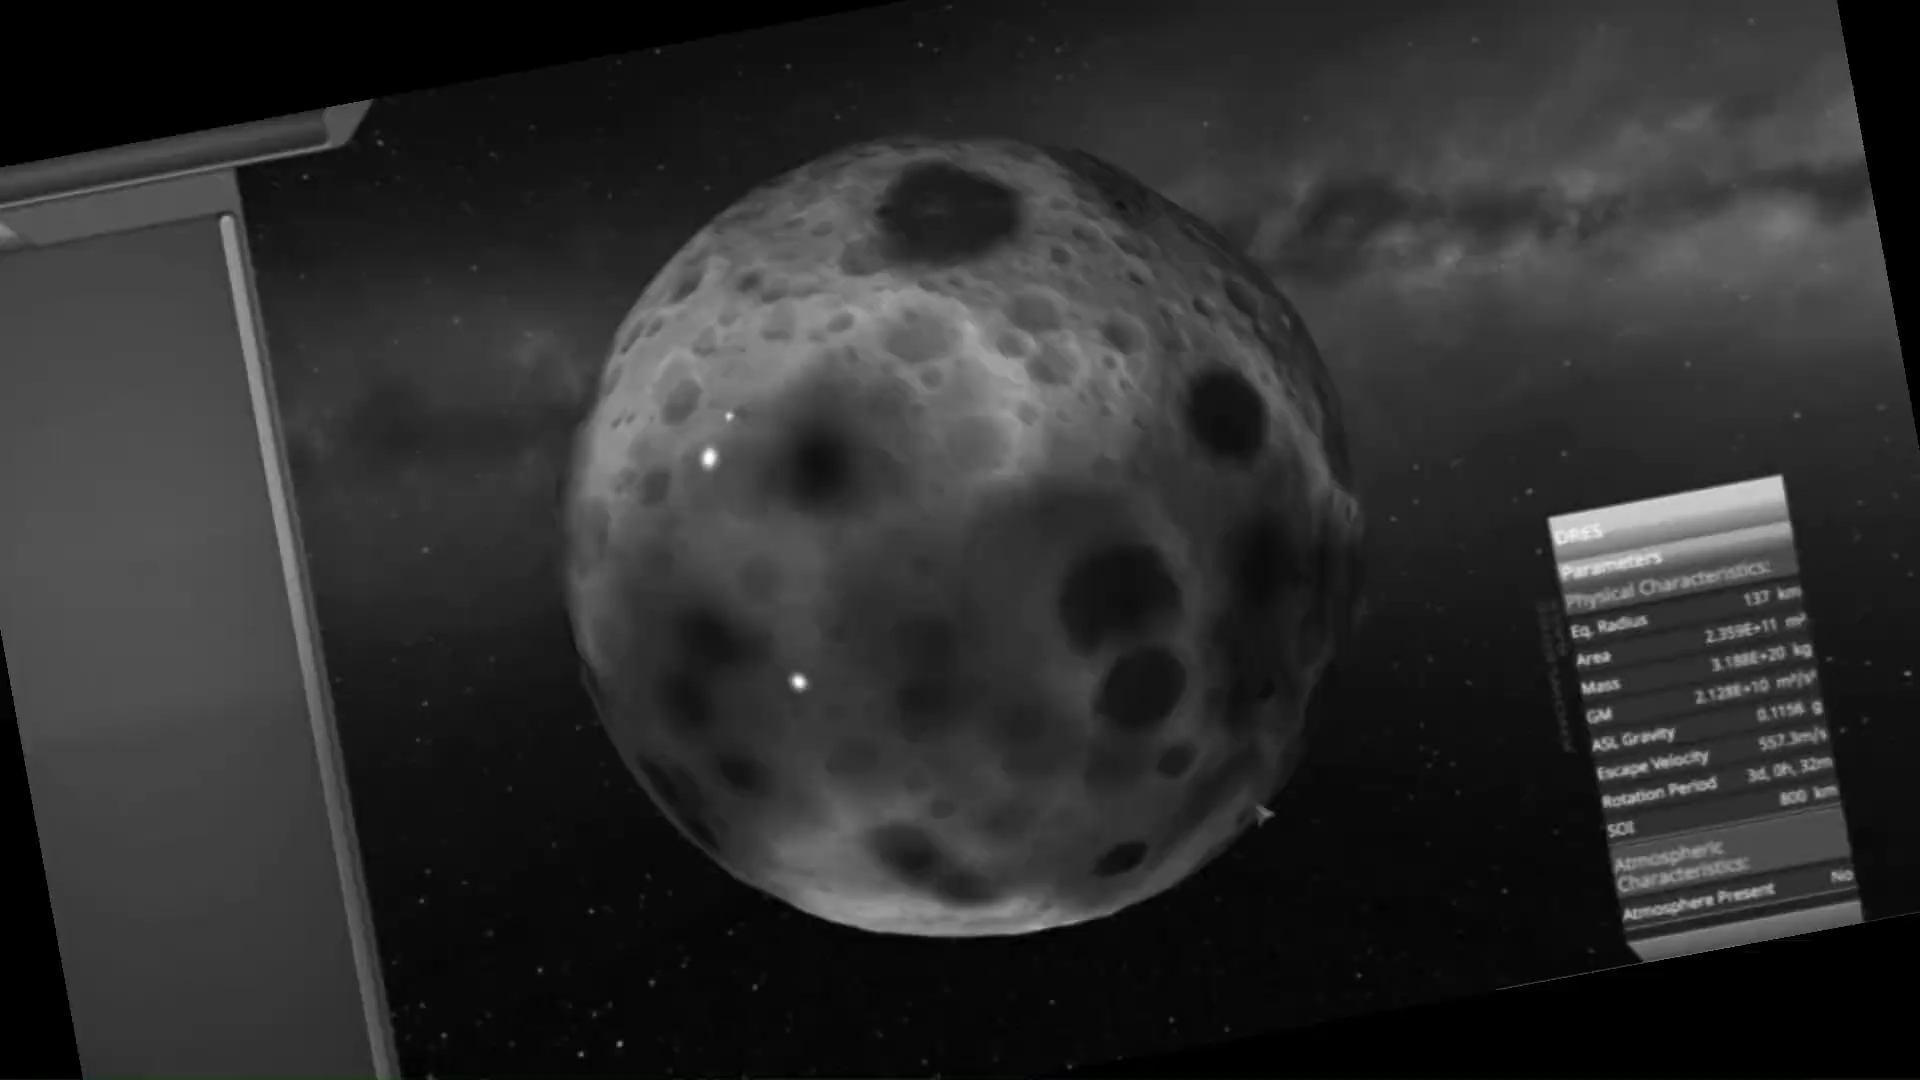 DRES
Parameters
Physical Characteristics:
Eq. Radius 137 km
Area 2.359E+11 m²
Mass 3.188E+20 kg
GM 2.128E+10 m³/s²
ASL Gravity 0.1156 g
Escape Velocity 557.3m/s
Rotation Period 3d, 0h, 32m
SOI 800 km
Atmospheric
Characteristics:
Atmosphere Present No